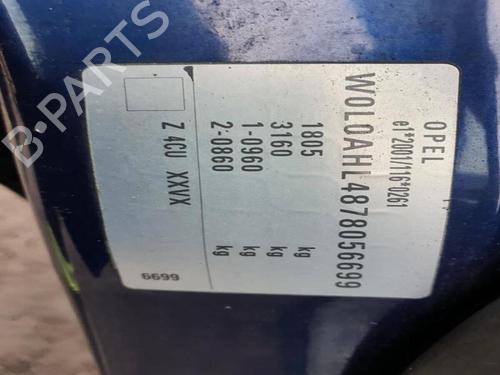 OPEL
e1*2001/116*0261
W0L0AHL4878056699
1805 kg
3160 kg
1-0960 kg
2-0860 kg
Z 4CU XXVX
6699